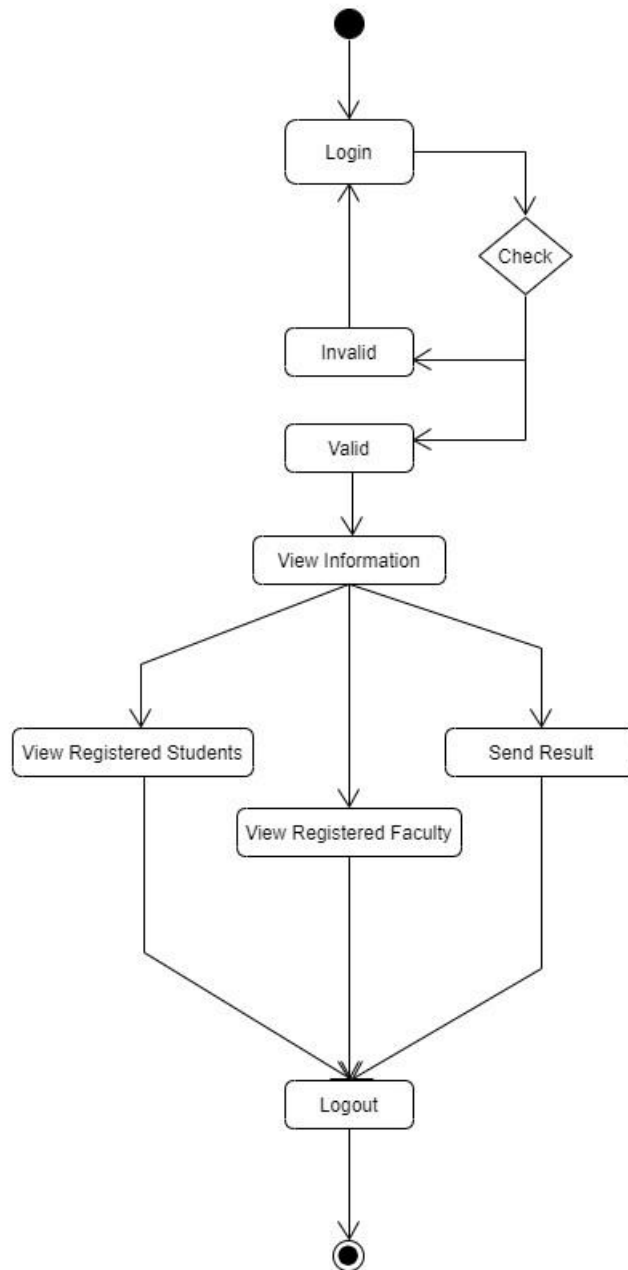 Login
Check
Invalid
Valid
View Information
View Registered Students
Send Result
View Registered Faculty
Logout